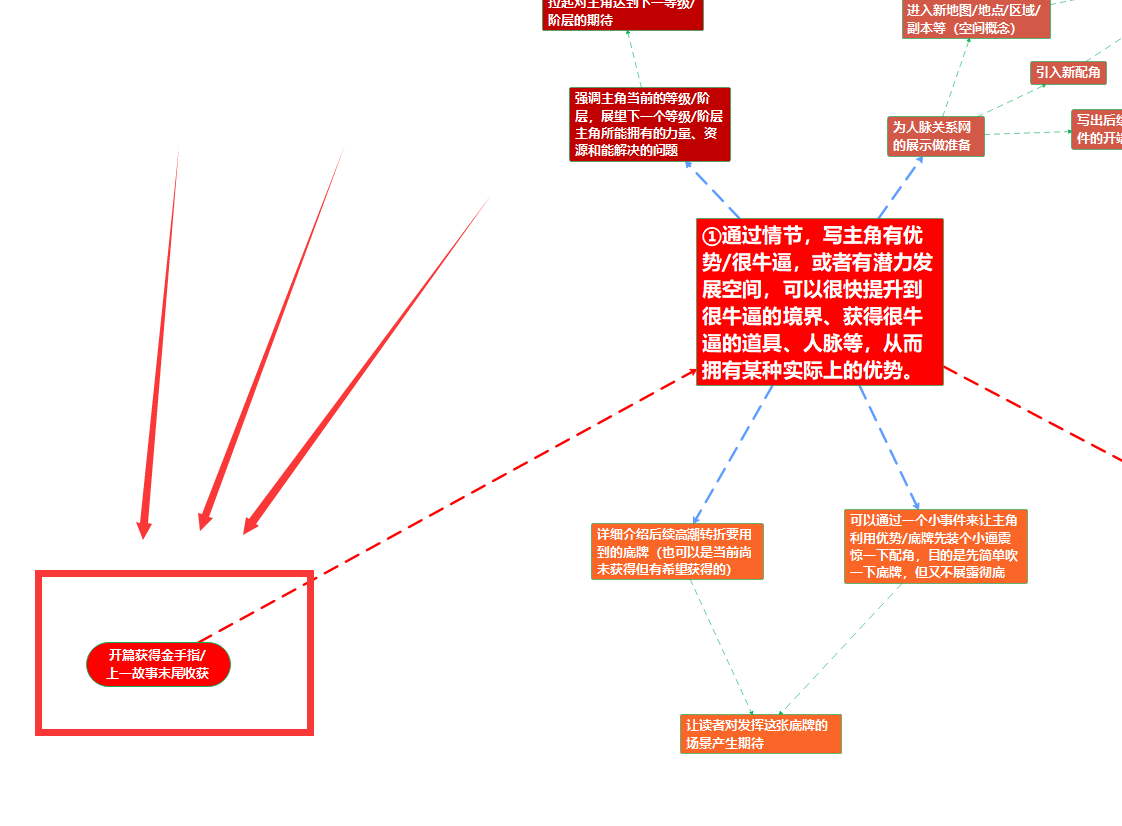 拉起对主角达到下一等级/
阶层的期待
进入新地图/地点/区域/
副本等（空间概念）
引入新配角
强调主角当前的等级/阶
层，展望下一个等级/阶层
主角所能拥有的力量、资
源和能解决的问题
为人脉关系网
的展示做准备
写出后续
件的开端
①通过情节，写主角有优
势/很牛逼，或者有潜力发
展空间，可以很快提升到
很牛逼的境界、获得很牛
逼的道具、人脉等，从而
拥有某种实际上的优势。
详细介绍后续高潮转折要用
到的底牌（也可以是当前尚
未获得但有希望获得的）
可以通过一个小事件来让主角
利用优势/底牌先装个小逼震
惊一下配角，目的是先简单吹
一下底牌，但又不展露彻底
开篇获得金手指/
上一故事末尾收获
让读者对发挥这张底牌的
场景产生期待